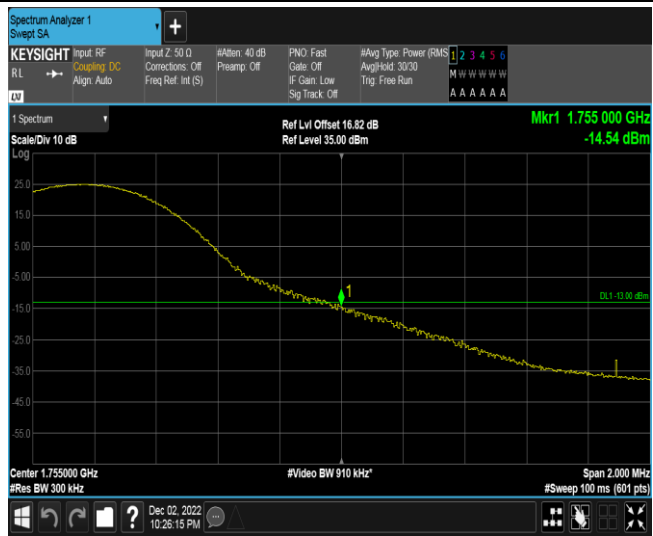 Spectrum Analyzer 1
Swept SA
+
KEYSIGHT
RL
Input: RF
Coupling: DC
Align: Auto
Input Z: 50 Ω
Corrections: Off
Freq Ref: Int (S)
#Atten: 40 dB
Preamp: Off
PNO: Fast
Gate: Off
IF Gain: Low
Sig Track: Off
#Avg Type: Power (RMS
Avg|Hold: 30/30
Trig: Free Run
1 2 3 4 5 6
M W W W W W
A A A A A A
LXI
1 Spectrum
Scale/Div 10 dB
Ref Lvl Offset 16.82 dB
Ref Level 35.00 dBm
Mkr1 1.755 000 GHz
-14.54 dBm
Log
25.0
15.0
5.00
-5.00
1
DL1 -13.00 dBm
-15.0
-25.0
-35.0
-45.0
-55.0
Center 1.755000 GHz
#Video BW 910 kHz*
Span 2.000 MHz
#Res BW 300 kHz
#Sweep 100 ms (601 pts)
?
Dec 02, 2022
10:26:15 PM